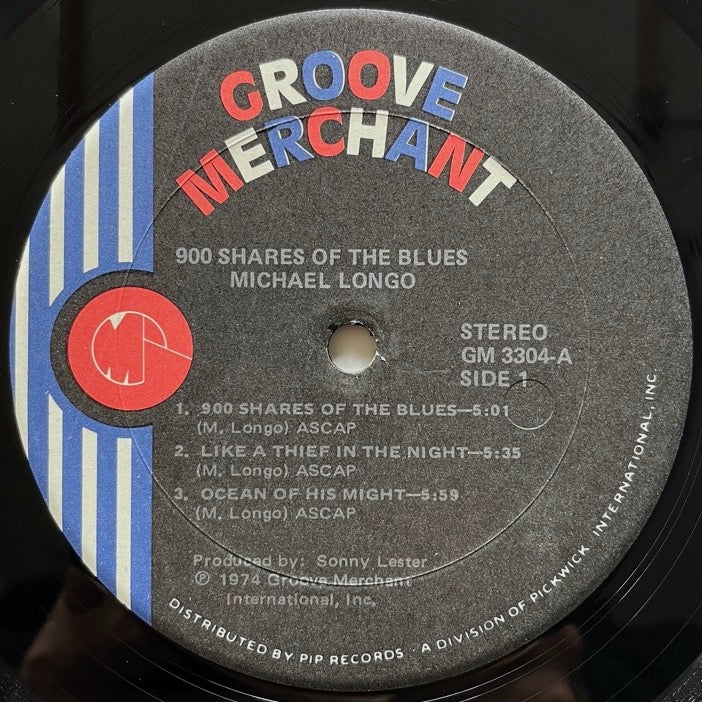 GROOVE
MERCHANT
900 SHARES OF THE BLUES
MICHAEL LONGO
STEREO
GM 3304-A
SIDE 1
1. 900 SHARES OF THE BLUES—5:01
(M. Longo) ASCAP
2. LIKE A THIEF IN THE NIGHT—5:35
(M. Longo) ASCAP
3. OCEAN OF HIS MIGHT—5:59
(M. Longo) ASCAP
Produced by: Sonny Lester
℗ 1974 Groove Merchant
International, Inc.
DISTRIBUTED BY PIP RECORDS · A DIVISION OF PICKWICK INTERNATIONAL, INC.